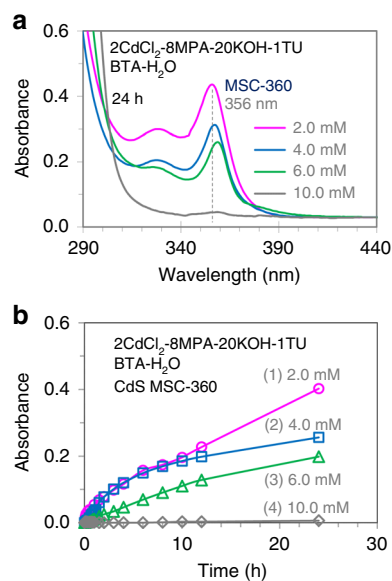 a
2CdCl₂-8MPA-20KOH-1TU
BTA-H₂O
24 h
MSC-360
356 nm
2.0 mM
4.0 mM
6.0 mM
10.0 mM
Absorbance
0.6
0.4
0.2
0.0
290
340
390
440
Wavelength (nm)
b
2CdCl₂-8MPA-20KOH-1TU
BTA-H₂O
CdS MSC-360
(1) 2.0 mM
(2) 4.0 mM
(3) 6.0 mM
(4) 10.0 mM
Absorbance
0.6
0.4
0.2
0.0
0
10
20
30
Time (h)